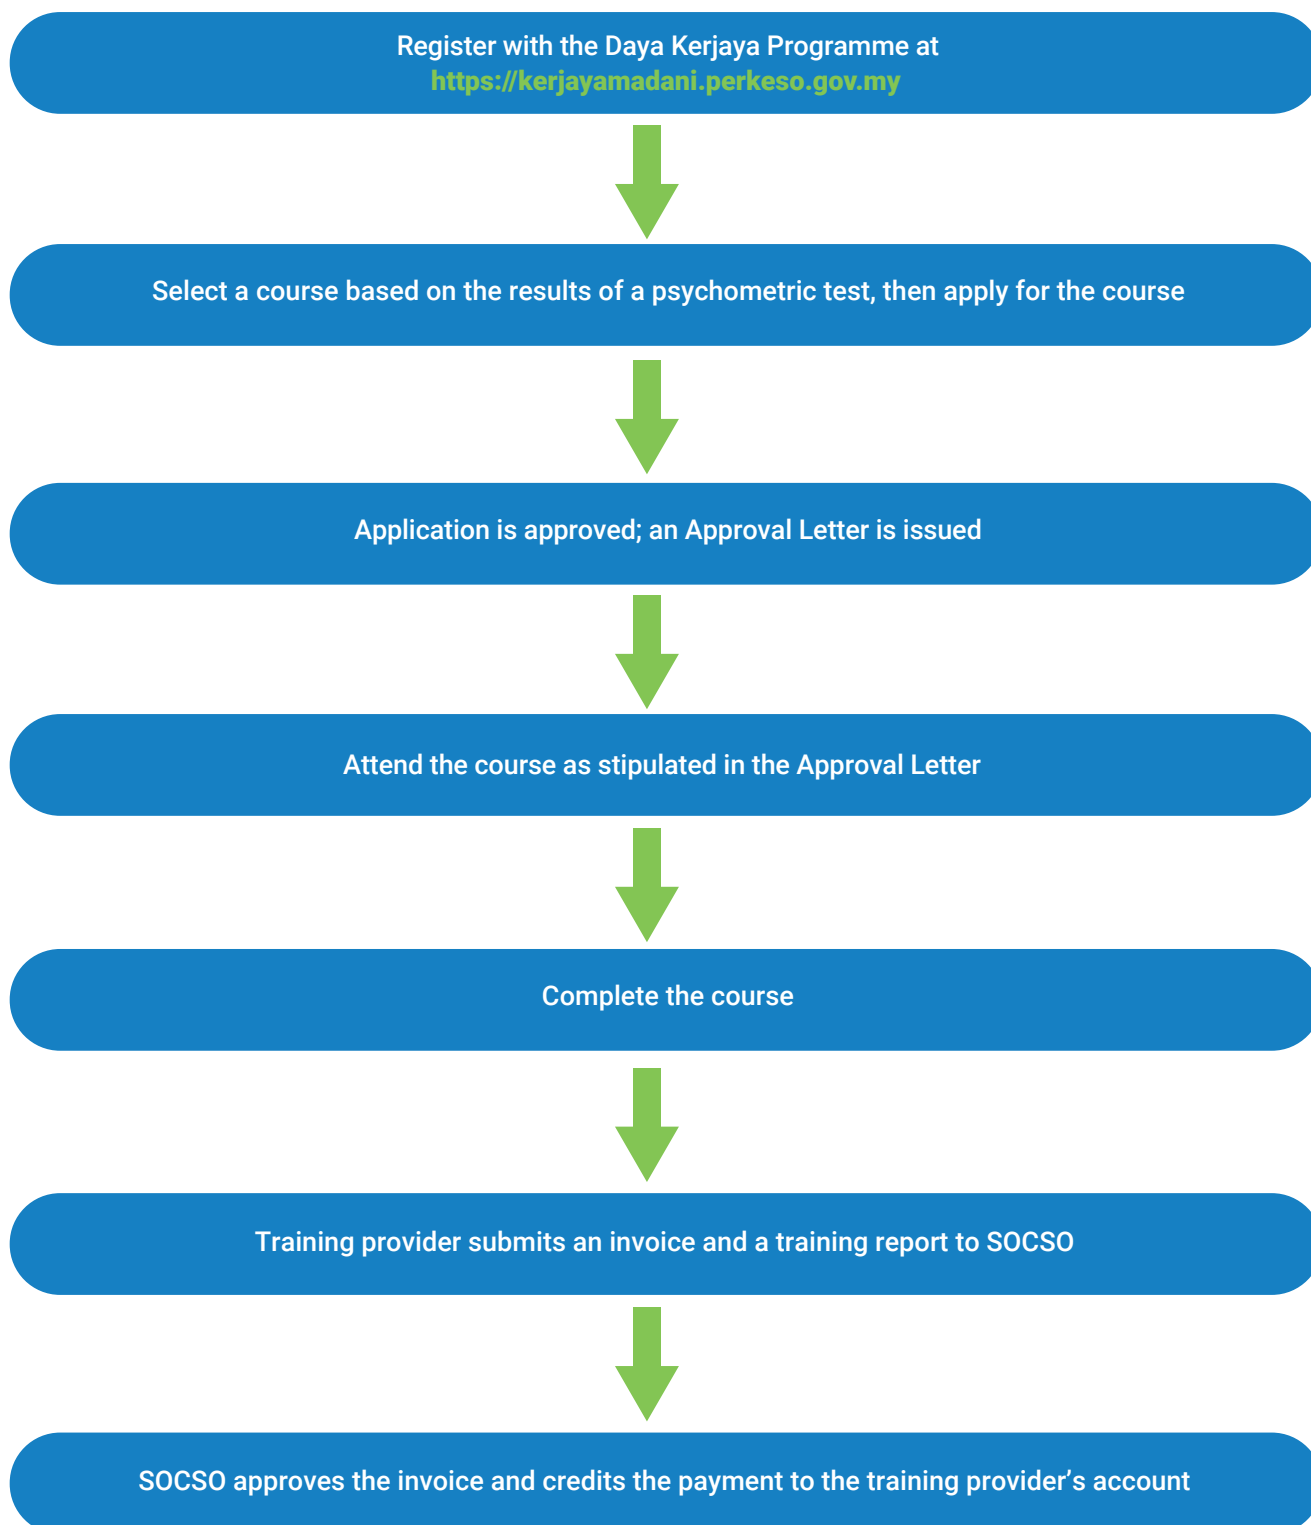 Register with the Daya Kerjaya Programme at
https://kerjayamadani.perkeso.gov.my
Select a course based on the results of a psychometric test, then apply for the course
Application is approved; an Approval Letter is issued
Attend the course as stipulated in the Approval Letter
Complete the course
Training provider submits an invoice and a training report to SOCSO
SOCSO approves the invoice and credits the payment to the training provider’s account